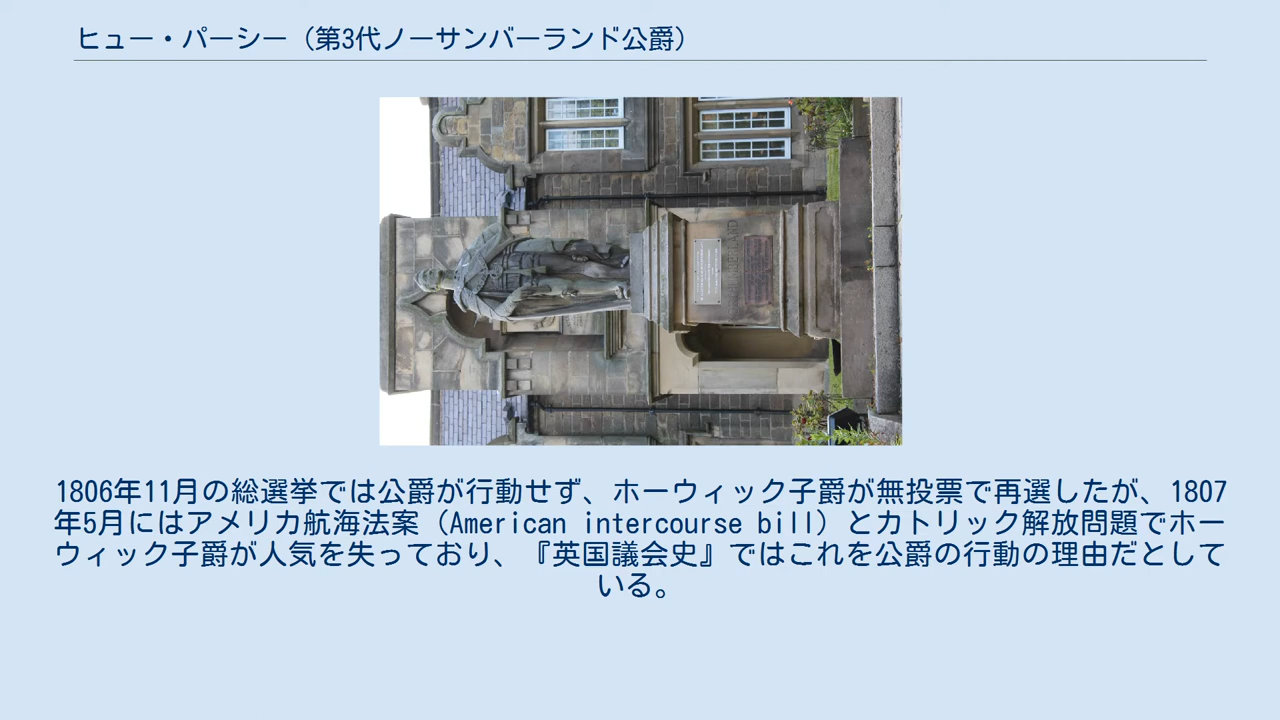 ヒュー・パーシー（第3代ノーサンバーランド公爵）
1806年11月の総選挙では公爵が行動せず、ホーウィック子爵が無投票で再選したが、1807
年5月にはアメリカ航海法案（American intercourse bill）とカトリック解放問題でホー
ウィック子爵が人気を失っており、『英国議会史』ではこれを公爵の行動の理由だとして
いる。